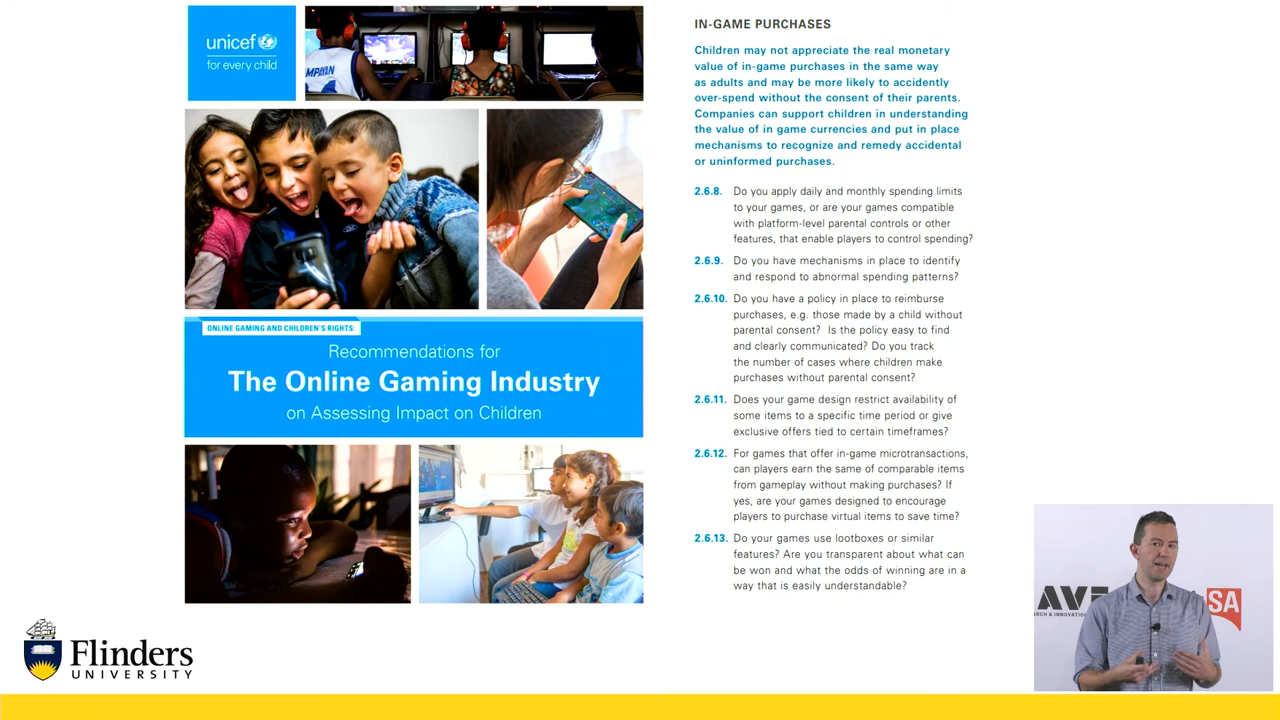 unicef
for every child
MPAYAN
ONLINE GAMING AND CHILDREN'S RIGHTS:
Recommendations for
The Online Gaming Industry
on Assessing Impact on Children
IN-GAME PURCHASES
Children may not appreciate the real monetary
value of in-game purchases in the same way
as adults and may be more likely to accidently
over-spend without the consent of their parents.
Companies can support children in understanding
the value of in game currencies and put in place
mechanisms to recognize and remedy accidental
or uninformed purchases.
2.6.8. Do you apply daily and monthly spending limits
to your games, or are your games compatible
with platform-level parental controls or other
features, that enable players to control spending?
2.6.9. Do you have mechanisms in place to identify
and respond to abnormal spending patterns?
2.6.10. Do you have a policy in place to reimburse
purchases, e.g. those made by a child without
parental consent? Is the policy easy to find
and clearly communicated? Do you track
the number of cases where children make
purchases without parental consent?
2.6.11. Does your game design restrict availability of
some items to a specific time period or give
exclusive offers tied to certain timeframes?
2.6.12. For games that offer in-game microtransactions,
can players earn the same of comparable items
from gameplay without making purchases? If
yes, are your games designed to encourage
players to purchase virtual items to save time?
2.6.13. Do your games use lootboxes or similar
features? Are you transparent about what can
be won and what the odds of winning are in a
way that is easily understandable?
AVE
SA
RCH & INNOVATION
Flinders
UNIVERSITY